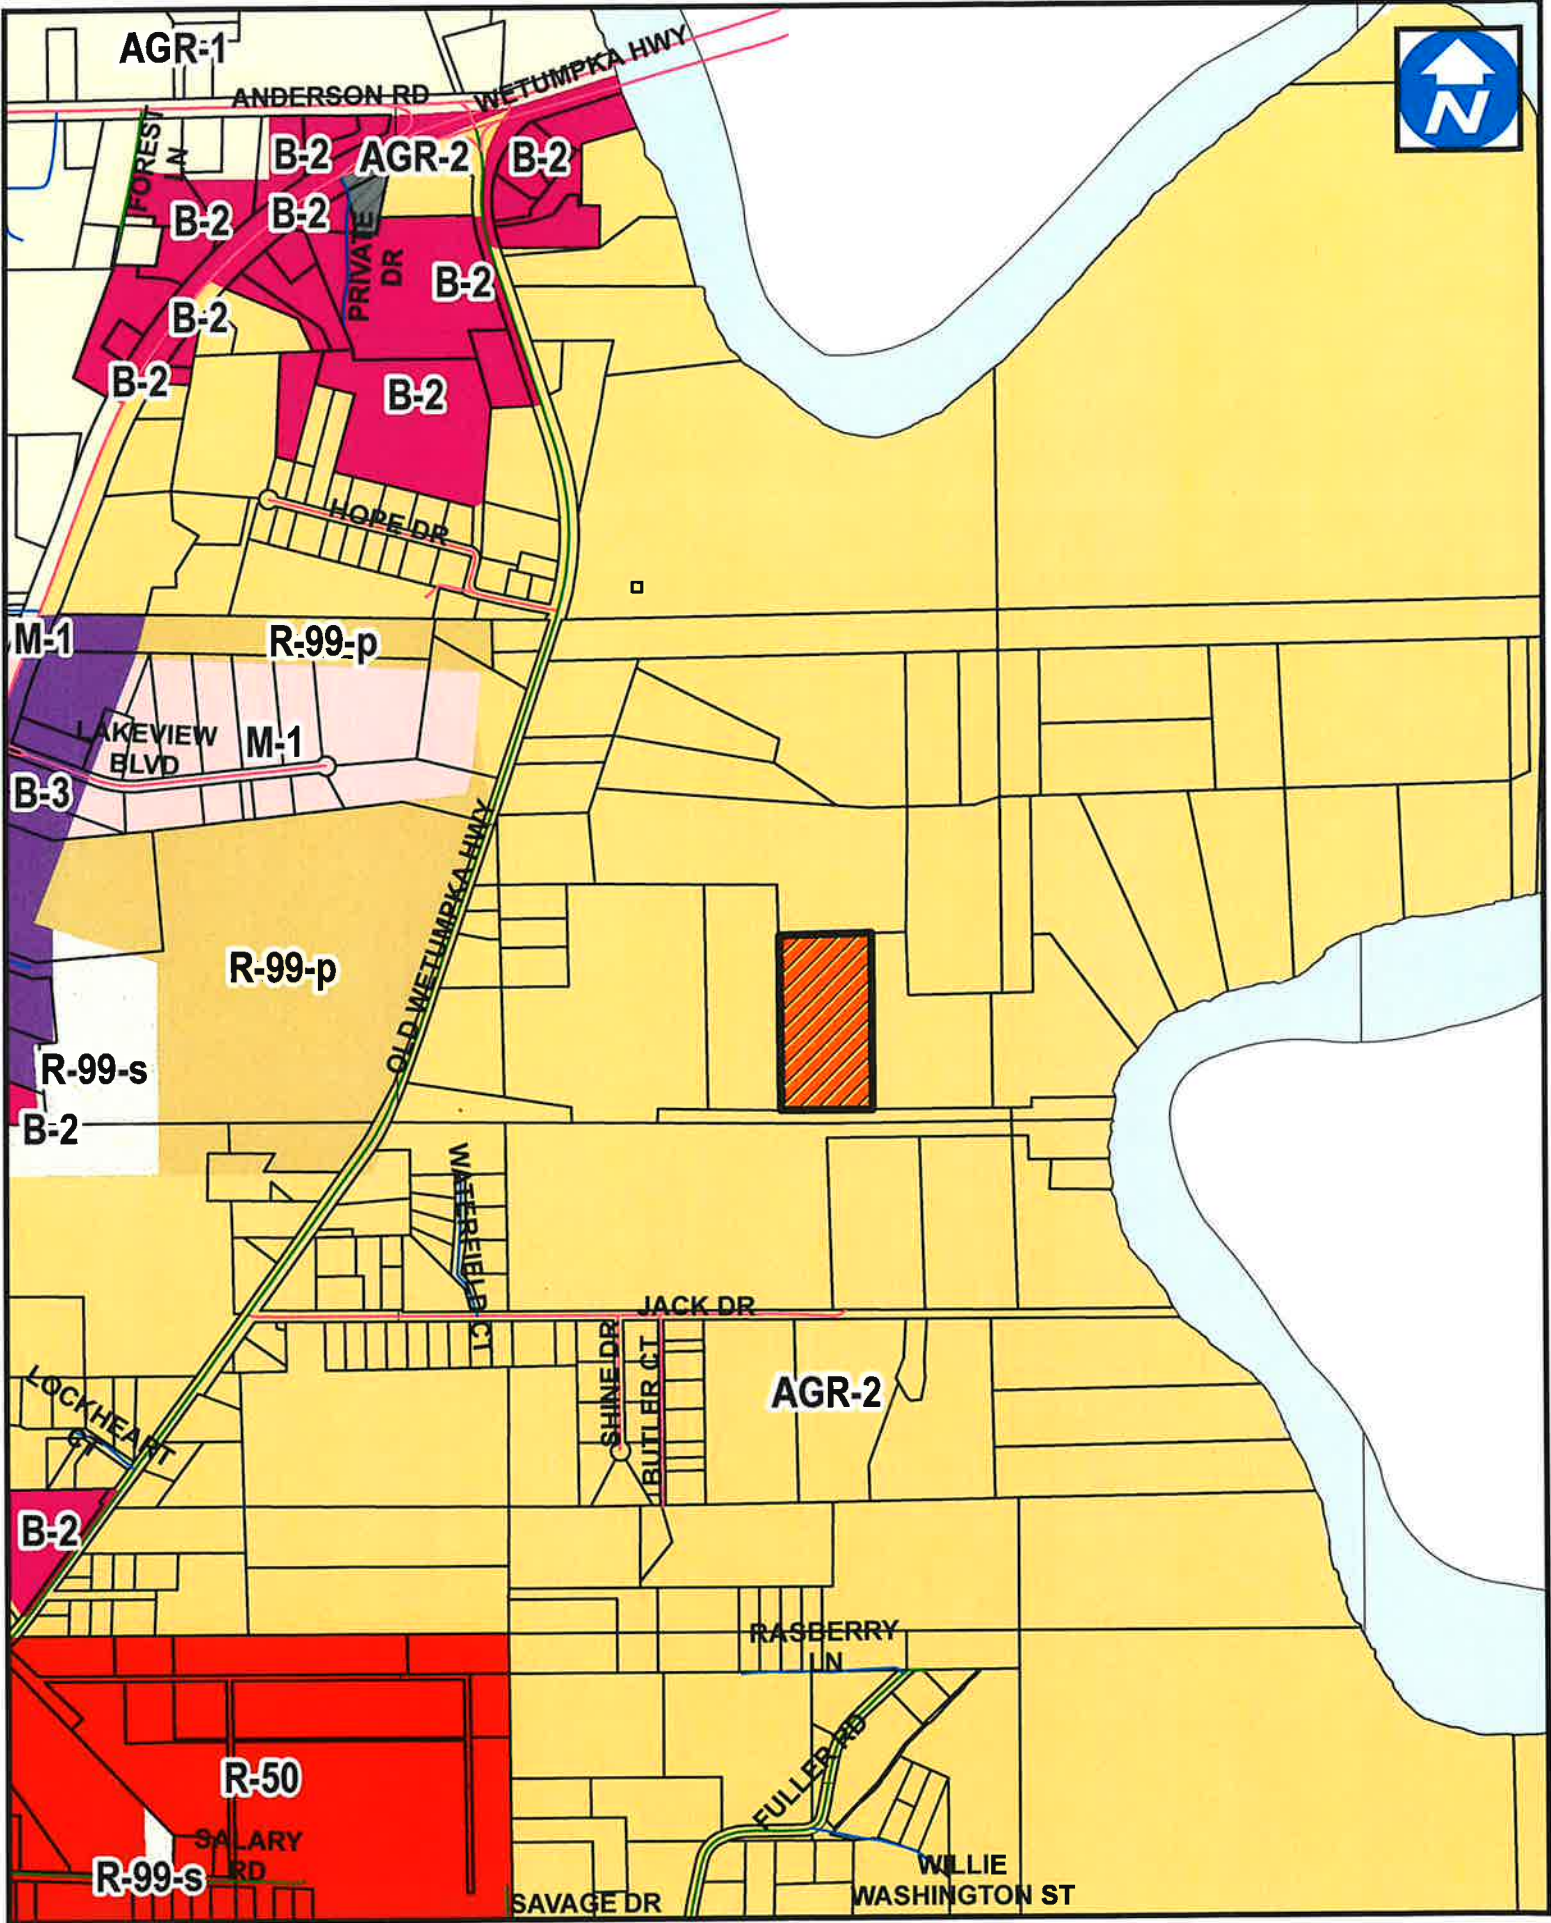 AGR-1
N
ANDERSON RD
WETUMPKA HWY
FOREST
LN
B-2
AGR-2
B-2
B-2
B-2
PRIVATE
DR
B-2
B-2
B-2
B-2
HOPE DR
M-1
R-99-p
LAKEVIEW
BLVD
M-1
B-3
OLD WETUMPKA HWY
R-99-p
R-99-s
B-2
WATERFIELD CT
JACK DR
SHINE DR
BUTLER CT
LOCKHEART
CT
AGR-2
B-2
RASBERRY
LN
FULLER RD
R-50
SALARY
RD
R-99-s
WILLIE
WASHINGTON ST
SAVAGE DR